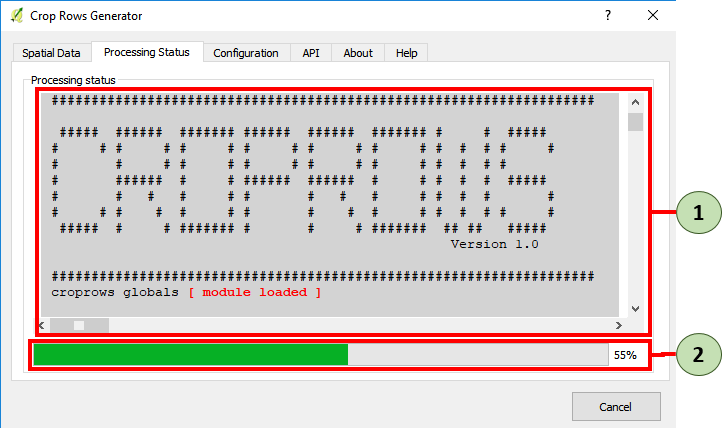 Crop Rows Generator
Spatial Data Processing Status Configuration API About Help
Processing status
####################################################################
CROPROWS
Version 1.0
####################################################################
croprows globals [ module loaded ]
1
55%
2
Cancel